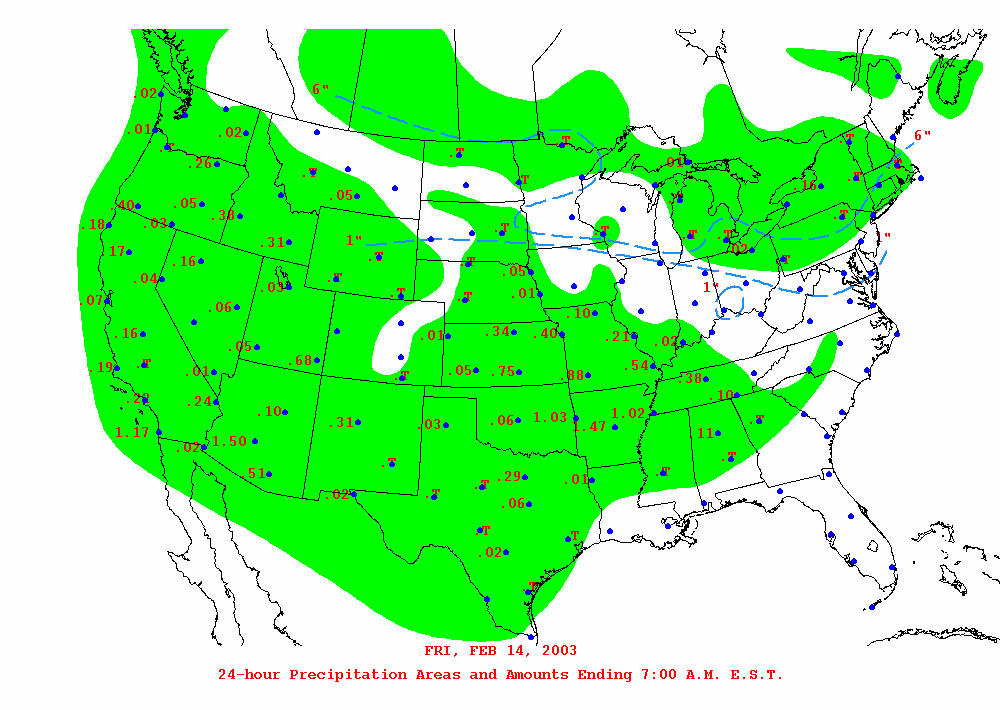 6"
.02
.01
.T
.02
.26
.T
.05
.T
.T
.T
.01
.T
.T
6"
.T
.T
.16
.40
.18
.05
.03
.38
.31
1"
.T
.T
.T
.T
.T
.T
.02
.T
"
.17
.16
.04
.05
.T
.T
.T
.05
.01
.T
1"
.07
.06
.16
.05
.68
.01
.34
.40
.10
.21
.02
.19
.T
.01
.T
.05
.75
.88
.54
.38
.22
.24
.10
.10
1.17
1.50
.02
.31
.03
.06
1.03
1.47
1.02
.11
.T
.51
.02
.T
.T
.T
.29
.06
.01
.T
.T
.T
.02
.T
.T
FRI, FEB 14, 2003
24-hour Precipitation Areas and Amounts Ending 7:00 A.M. E.S.T.